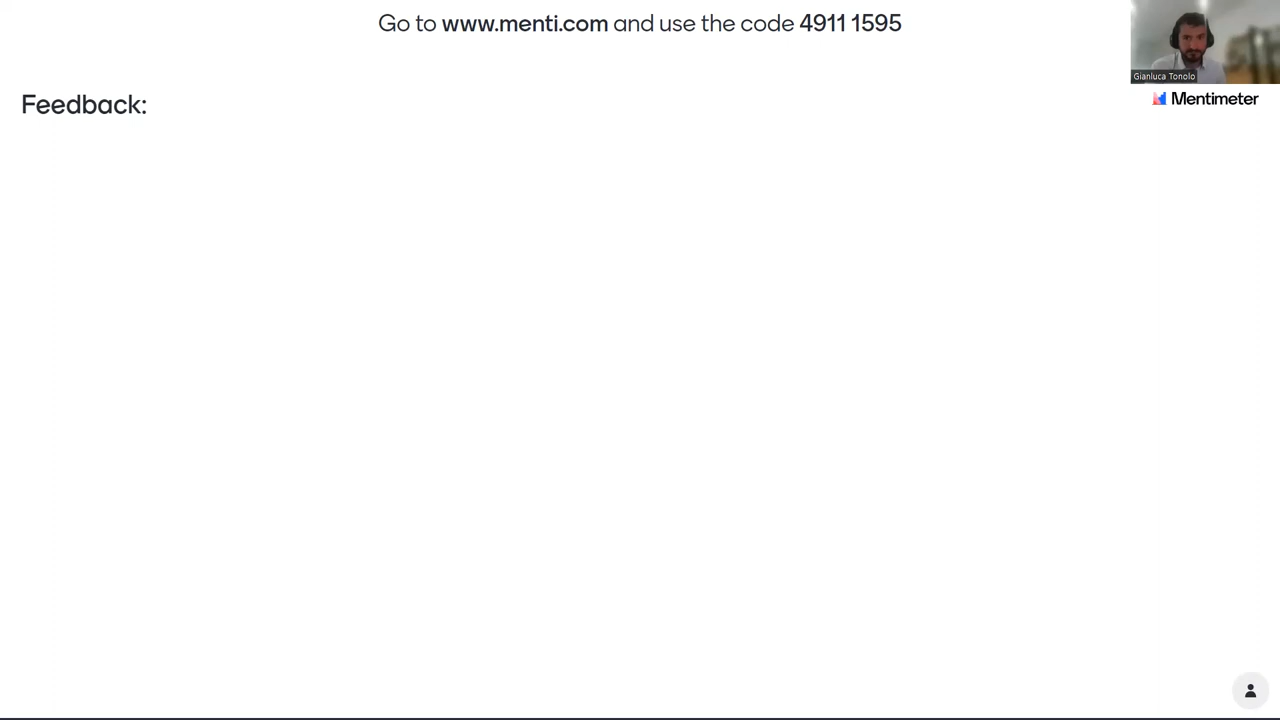 Go to www.menti.com and use the code 4911 1595
Gianluca Tonolo
Mentimeter
Feedback: